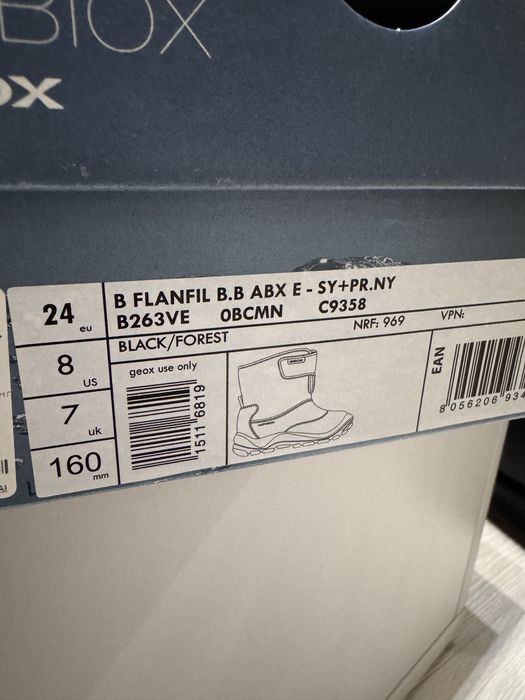 BIOX
OX
24 eu
8 US
7 uk
160 mm
B FLANFIL B.B ABX E - SY+PR.NY
B263VE 0BCMN C9358
BLACK/FOREST
NRF: 969
VPN:
geox use only
1511 6819
EAN
8 056206 934